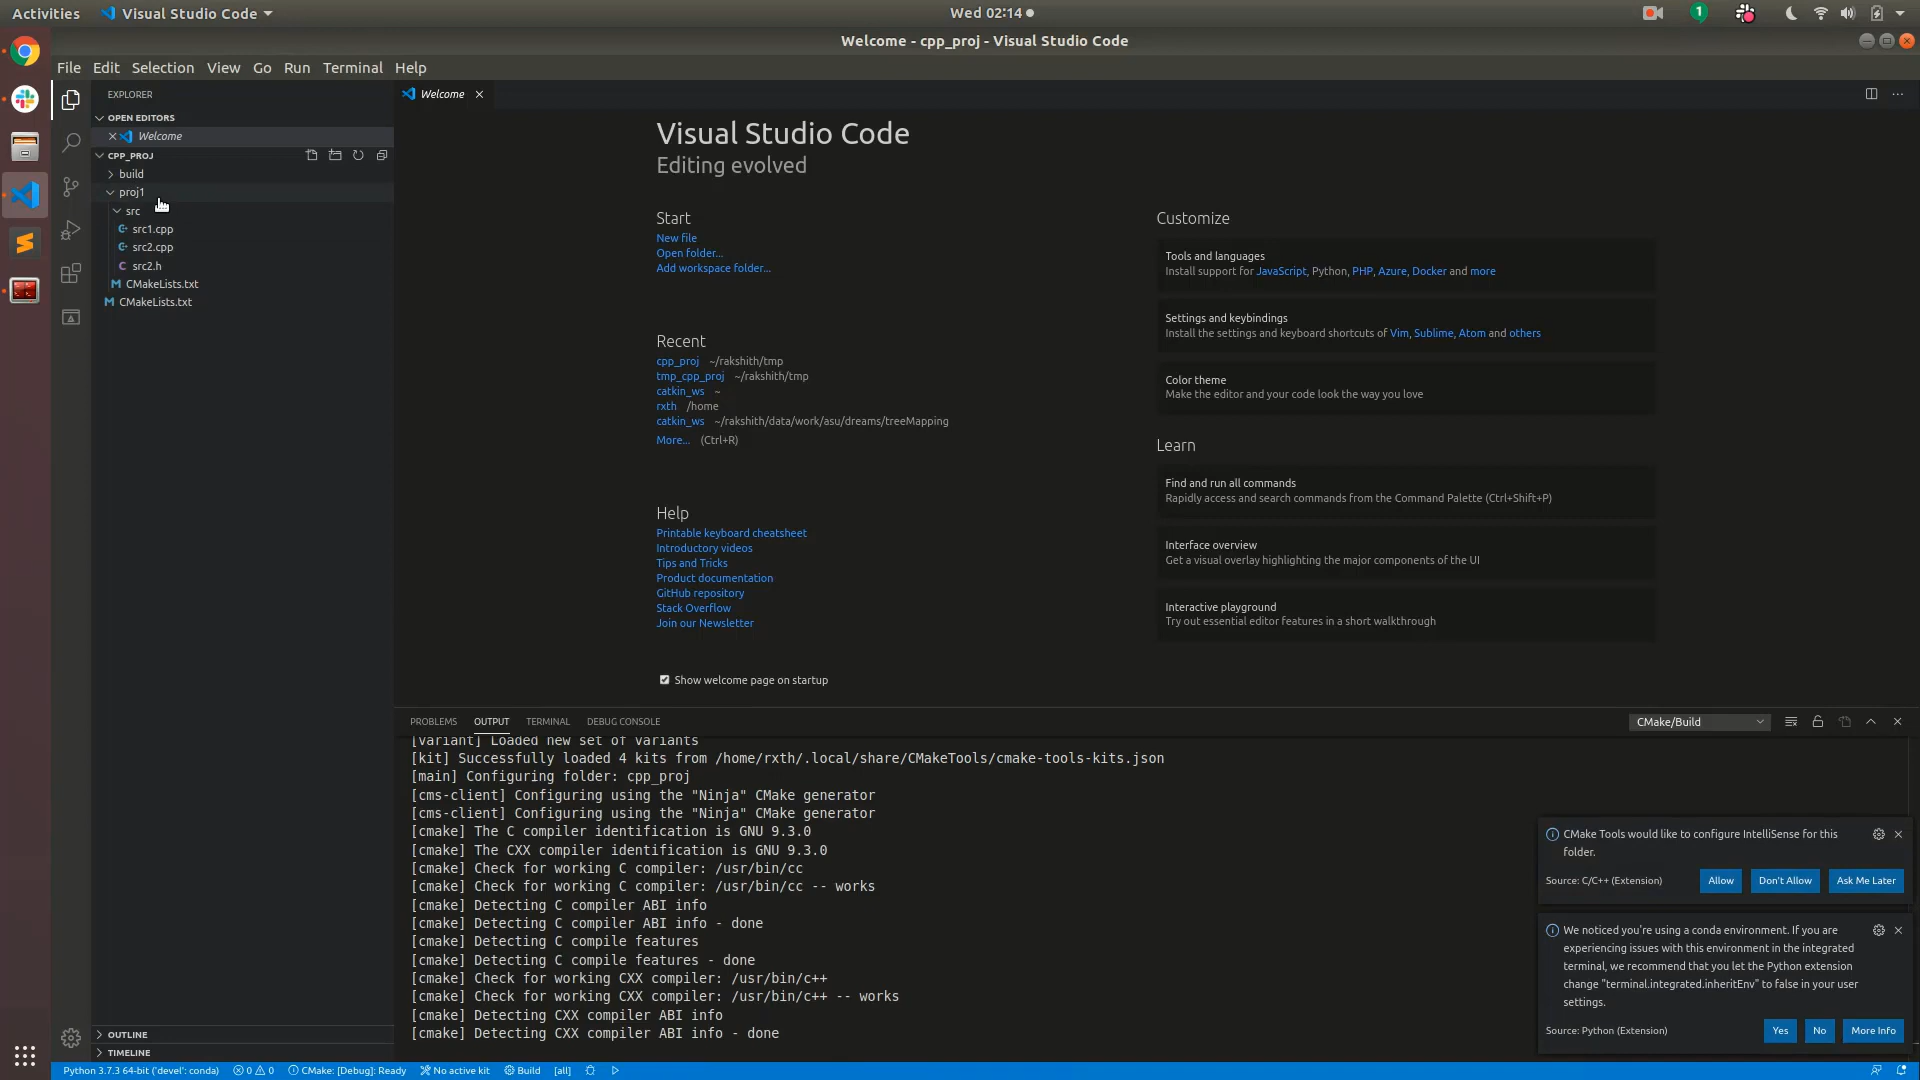 Activities
Visual Studio Code
Wed 02:14
1
Welcome - cpp_proj - Visual Studio Code
File Edit Selection View Go Run Terminal Help
EXPLORER
OPEN EDITORS
Welcome
CPP_PROJ
build
proj1
src
src1.cpp
src2.cpp
src2.h
CMakeLists.txt
CMakeLists.txt
OUTLINE
TIMELINE
Welcome
Visual Studio Code
Editing evolved
Start
New file
Open folder...
Add workspace folder...
Recent
cpp_proj ~/rakshith/tmp
tmp_cpp_proj ~/rakshith/tmp
catkin_ws ~
rxth /home
catkin_ws ~/rakshith/data/work/asu/dreams/treeMapping
More... (Ctrl+R)
Help
Printable keyboard cheatsheet
Introductory videos
Tips and Tricks
Product documentation
GitHub repository
Stack Overflow
Join our Newsletter
Show welcome page on startup
Customize
Tools and languages
Install support for JavaScript, Python, PHP, Azure, Docker and more
Settings and keybindings
Install the settings and keyboard shortcuts of Vim, Sublime, Atom and others
Color theme
Make the editor and your code look the way you love
Learn
Find and run all commands
Rapidly access and search commands from the Command Palette (Ctrl+Shift+P)
Interface overview
Get a visual overlay highlighting the major components of the UI
Interactive playground
Try out essential editor features in a short walkthrough
PROBLEMS OUTPUT TERMINAL DEBUG CONSOLE
CMake/Build
[variant] Loaded new set of variants
[kit] Successfully loaded 4 kits from /home/rxth/.local/share/CMakeTools/cmake-tools-kits.json
[main] Configuring folder: cpp_proj
[cms-client] Configuring using the "Ninja" CMake generator
[cms-client] Configuring using the "Ninja" CMake generator
[cmake] The C compiler identification is GNU 9.3.0
[cmake] The CXX compiler identification is GNU 9.3.0
[cmake] Check for working C compiler: /usr/bin/cc
[cmake] Check for working C compiler: /usr/bin/cc -- works
[cmake] Detecting C compiler ABI info
[cmake] Detecting C compiler ABI info - done
[cmake] Detecting C compile features
[cmake] Detecting C compile features - done
[cmake] Check for working CXX compiler: /usr/bin/c++
[cmake] Check for working CXX compiler: /usr/bin/c++ -- works
[cmake] Detecting CXX compiler ABI info
[cmake] Detecting CXX compiler ABI info - done
CMake Tools would like to configure IntelliSense for this
folder.
Source: C/C++ (Extension)
Allow
Don't Allow
Ask Me Later
We noticed you're using a conda environment. If you are
experiencing issues with this environment in the integrated
terminal, we recommend that you let the Python extension
change "terminal.integrated.inheritEnv" to false in your user
settings.
Source: Python (Extension)
Yes
No
More Info
Python 3.7.3 64-bit ('devel': conda)
0 0
CMake: [Debug]: Ready
No active kit
Build
[all]